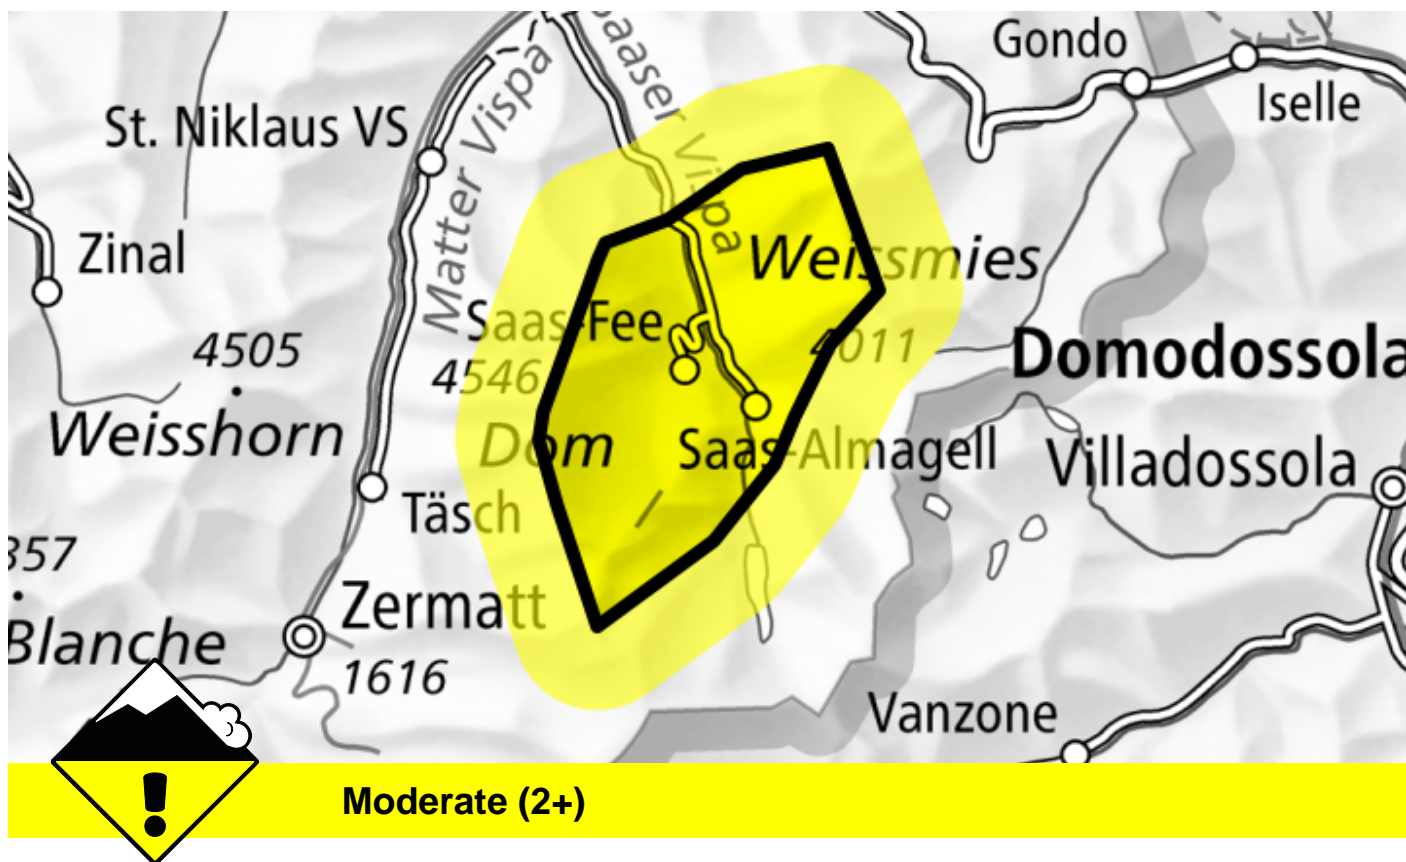 Gondo
Iselle
Saaser Vispa
St. Niklaus VS
Matter Vispa
Zinal
Weissmies
Saas-Fee
4505
4546
4011
Domodossola
Weisshorn
Dom
Saas-Almagell
Villadossola
Täsch
357
Zermatt
Blanche
1616
Vanzone
!
Moderate (2+)